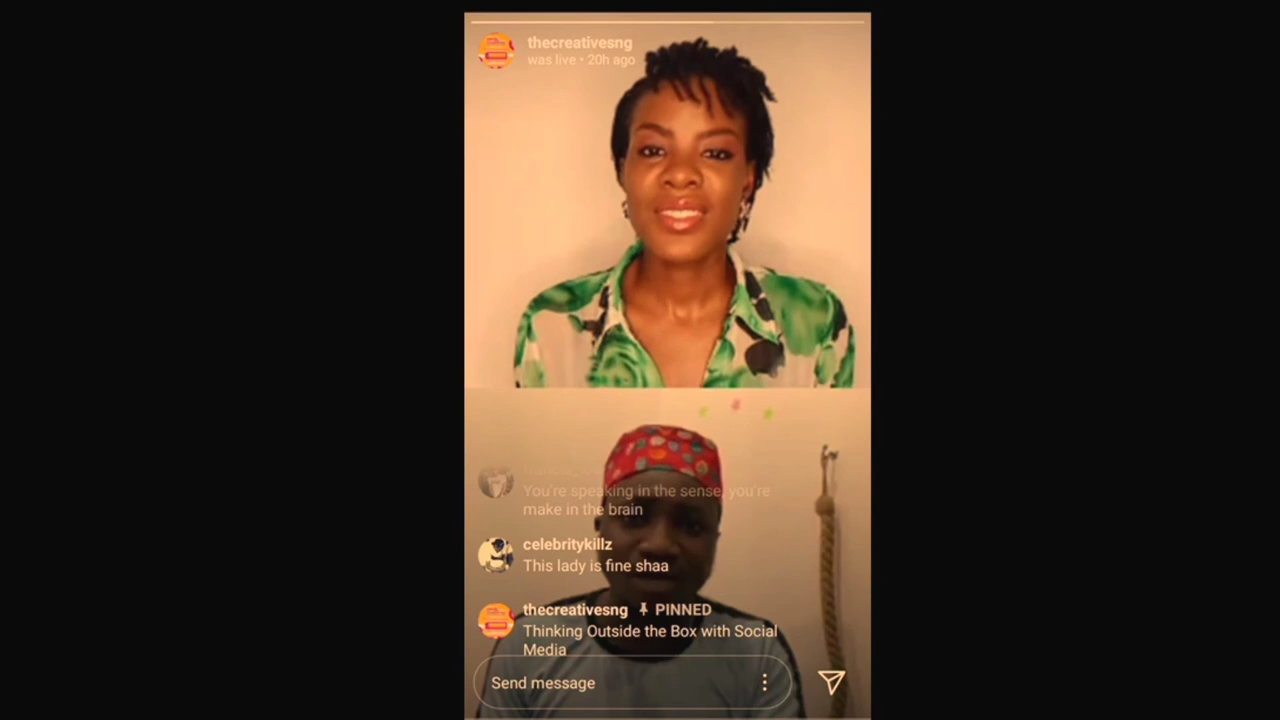 thecreativesng
was live • 20h ago
You're speaking in the sense, you're
make in the brain
celebritykillz
This lady is fine shaa
thecreativesng PINNED
Thinking Outside the Box with Social
Media
Send message